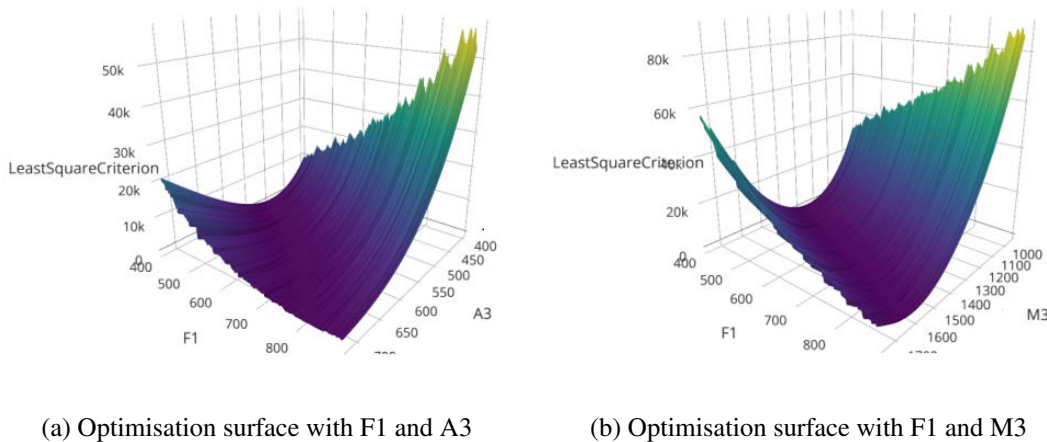 50k
40k
30k
LeastSquareCriterion
20k
10k
0
400
500
600
700
800
F1
400
450
500
550
600
650
A3
80k
60k
LeastSquareCriterion
20k
0
400
500
600
700
800
F1
1000
1100
1200
1300
1400
1500
1600
M3
(a) Optimisation surface with F1 and A3
(b) Optimisation surface with F1 and M3